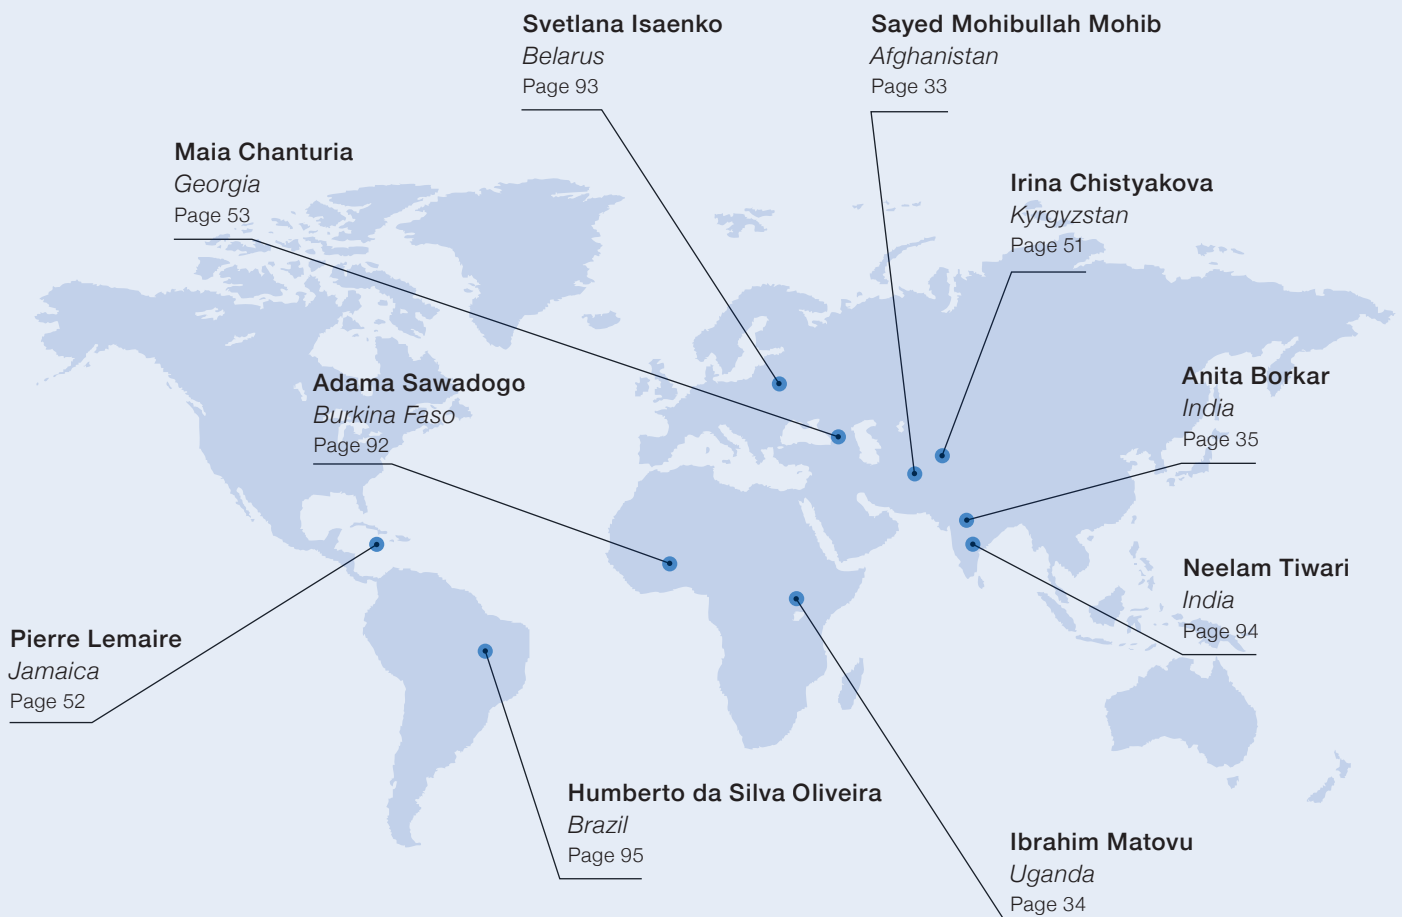 Svetlana Isaenko
Belarus
Page 93
Sayed Mohibullah Mohib
Afghanistan
Page 33
Maia Chanturia
Georgia
Page 53
Irina Chistyakova
Kyrgyzstan
Page 51
Adama Sawadogo
Burkina Faso
Page 92
Anita Borkar
India
Page 35
Neelam Tiwari
India
Page 94
Pierre Lemaire
Jamaica
Page 52
Humberto da Silva Oliveira
Brazil
Page 95
Ibrahim Matovu
Uganda
Page 34